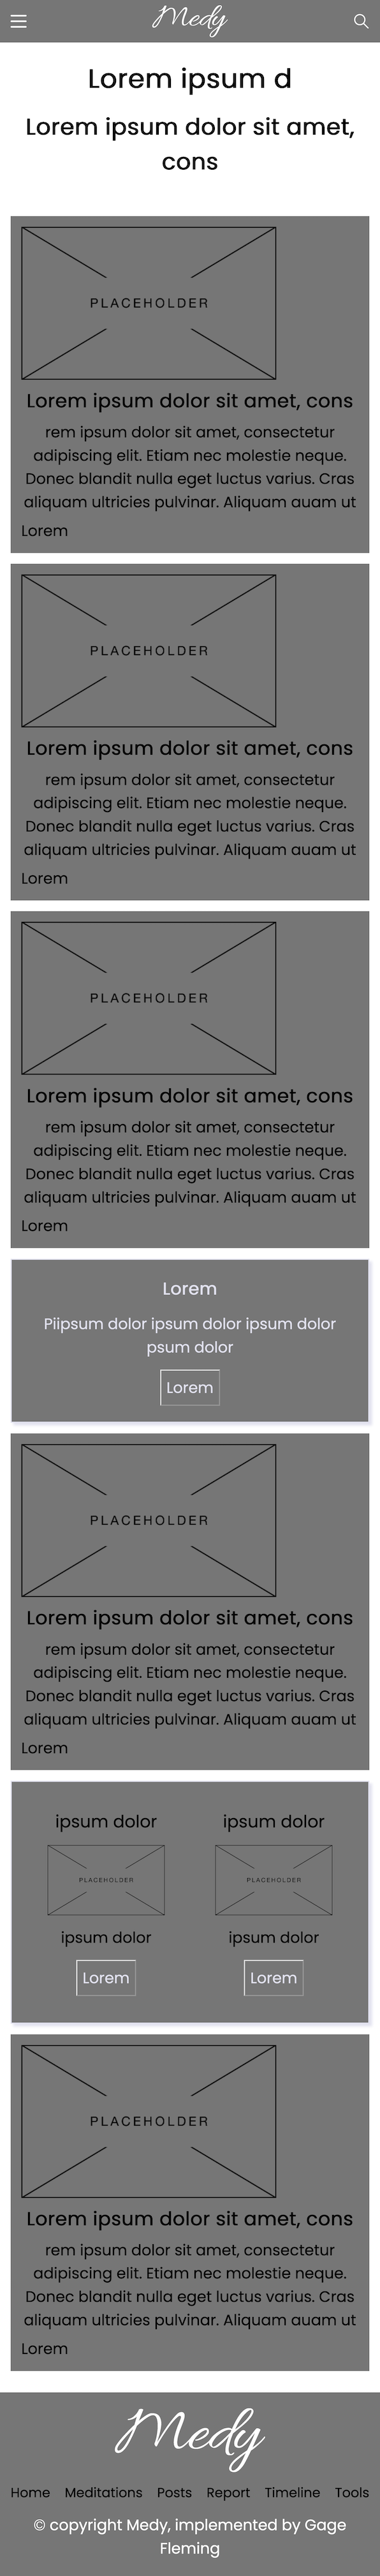 Medy
Lorem ipsum d
Lorem ipsum dolor sit amet,
cons
PLACEHOLDER
Lorem ipsum dolor sit amet, cons
rem ipsum dolor sit amet, consectetur
adipiscing elit. Etiam nec molestie neque.
Donec blandit nulla eget luctus varius. Cras
aliquam ultricies pulvinar. Aliquam auam ut
Lorem
PLACEHOLDER
Lorem ipsum dolor sit amet, cons
rem ipsum dolor sit amet, consectetur
adipiscing elit. Etiam nec molestie neque.
Donec blandit nulla eget luctus varius. Cras
aliquam ultricies pulvinar. Aliquam auam ut
Lorem
PLACEHOLDER
Lorem ipsum dolor sit amet, cons
rem ipsum dolor sit amet, consectetur
adipiscing elit. Etiam nec molestie neque.
Donec blandit nulla eget luctus varius. Cras
aliquam ultricies pulvinar. Aliquam auam ut
Lorem
Lorem
Piipsum dolor ipsum dolor ipsum dolor
psum dolor
Lorem
PLACEHOLDER
Lorem ipsum dolor sit amet, cons
rem ipsum dolor sit amet, consectetur
adipiscing elit. Etiam nec molestie neque.
Donec blandit nulla eget luctus varius. Cras
aliquam ultricies pulvinar. Aliquam auam ut
Lorem
ipsum dolor ipsum dolor
PLACEHOLDER PLACEHOLDER
ipsum dolor ipsum dolor
Lorem Lorem
PLACEHOLDER
Lorem ipsum dolor sit amet, cons
rem ipsum dolor sit amet, consectetur
adipiscing elit. Etiam nec molestie neque.
Donec blandit nulla eget luctus varius. Cras
aliquam ultricies pulvinar. Aliquam auam ut
Lorem
Medy
Home Meditations Posts Report Timeline Tools
© copyright Medy, implemented by Gage
Fleming